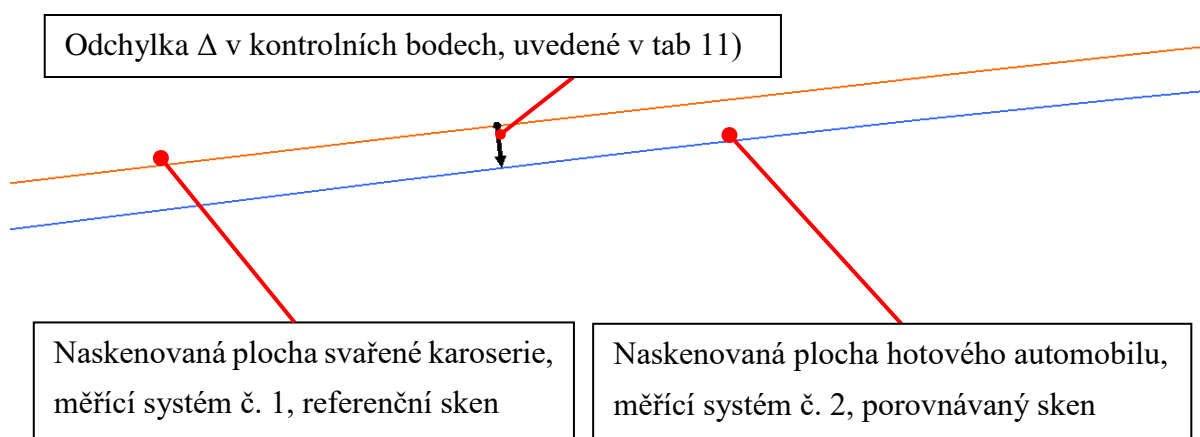 Odchylka Δ v kontrolních bodech, uvedené v tab 11)
Naskenovaná plocha svařené karoserie,
měřící systém č. 1, referenční sken
Naskenovaná plocha hotového automobilu,
měřící systém č. 2, porovnávaný sken